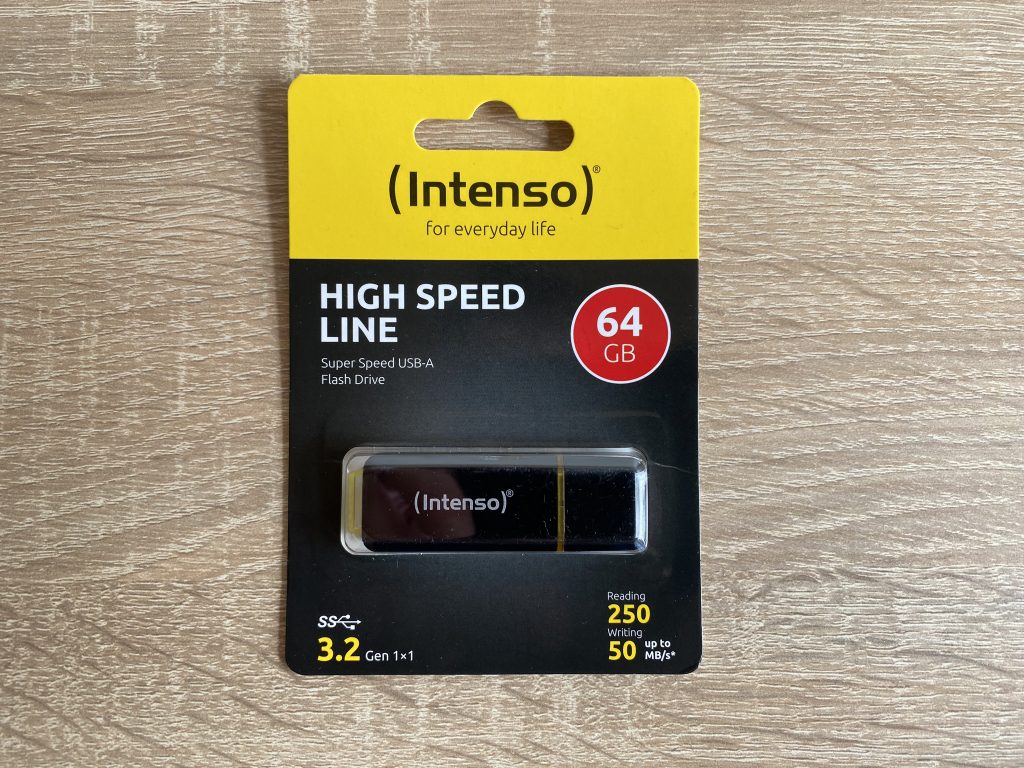 (Intenso)®
for everyday life
HIGH SPEED
LINE
64
GB
Super Speed USB-A
Flash Drive
(Intenso)®
SS
3.2 Gen 1×1
Reading
250
Writing
50 up to
MB/s*